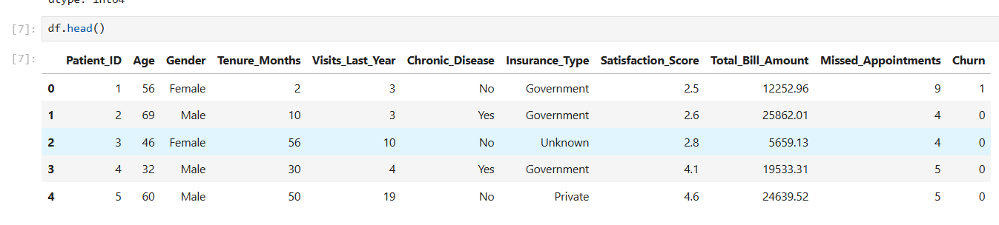 dtype: int64
[7]: df.head()
[7]: Patient_ID Age Gender Tenure_Months Visits_Last_Year Chronic_Disease Insurance_Type Satisfaction_Score Total_Bill_Amount Missed_Appointments Churn
0 1 56 Female 2 3 No Government 2.5 12252.96 9 1
1 2 69 Male 10 3 Yes Government 2.6 25862.01 4 0
2 3 46 Female 56 10 No Unknown 2.8 5659.13 4 0
3 4 32 Male 30 4 Yes Government 4.1 19533.31 5 0
4 5 60 Male 50 19 No Private 4.6 24639.52 5 0